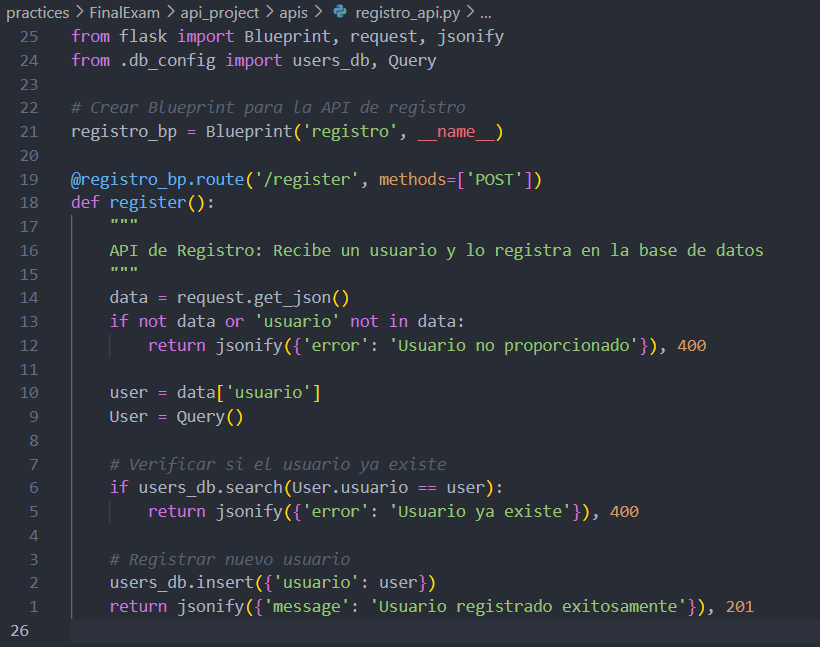 practices > FinalExam > api_project > apis > registro_api.py > ...
25 from flask import Blueprint, request, jsonify
24 from .db_config import users_db, Query
23
22 # Crear Blueprint para la API de registro
21 registro_bp = Blueprint('registro', __name__)
20
19 @registro_bp.route('/register', methods=['POST'])
18 def register():
17     """
16     API de Registro: Recibe un usuario y lo registra en la base de datos
15     """
14     data = request.get_json()
13     if not data or 'usuario' not in data:
12         return jsonify({'error': 'Usuario no proporcionado'}), 400
11
10     user = data['usuario']
9     User = Query()
8
7     # Verificar si el usuario ya existe
6     if users_db.search(User.usuario == user):
5         return jsonify({'error': 'Usuario ya existe'}), 400
4
3     # Registrar nuevo usuario
2     users_db.insert({'usuario': user})
1     return jsonify({'message': 'Usuario registrado exitosamente'}), 201
26